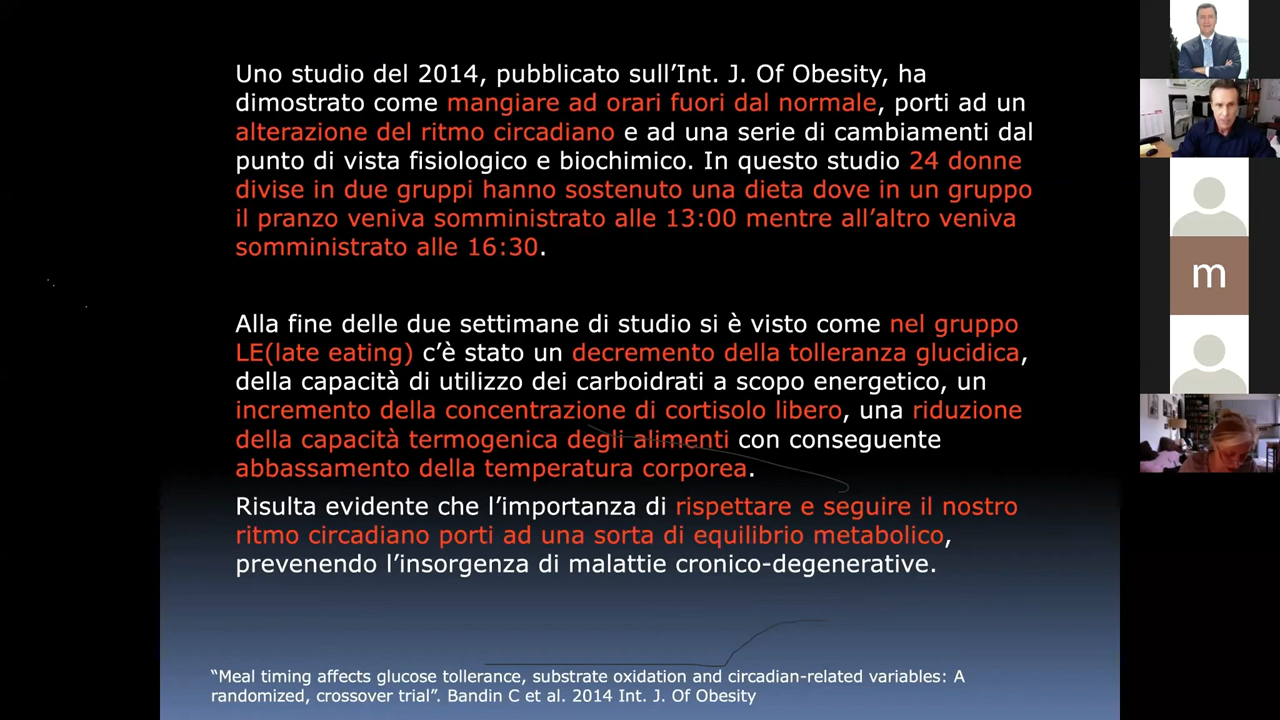 Uno studio del 2014, pubblicato sull’Int. J. Of Obesity, ha
dimostrato come mangiare ad orari fuori dal normale, porti ad un
alterazione del ritmo circadiano e ad una serie di cambiamenti dal
punto di vista fisiologico e biochimico. In questo studio 24 donne
divise in due gruppi hanno sostenuto una dieta dove in un gruppo
il pranzo veniva somministrato alle 13:00 mentre all’altro veniva
somministrato alle 16:30.
Alla fine delle due settimane di studio si è visto come nel gruppo
LE(late eating) c’è stato un decremento della tolleranza glucidica,
della capacità di utilizzo dei carboidrati a scopo energetico, un
incremento della concentrazione di cortisolo libero, una riduzione
della capacità termogenica degli alimenti con conseguente
abbassamento della temperatura corporea.
Risulta evidente che l’importanza di rispettare e seguire il nostro
ritmo circadiano porti ad una sorta di equilibrio metabolico,
prevenendo l’insorgenza di malattie cronico-degenerative.
“Meal timing affects glucose tollerance, substrate oxidation and circadian-related variables: A
randomized, crossover trial”. Bandin C et al. 2014 Int. J. Of Obesity
m